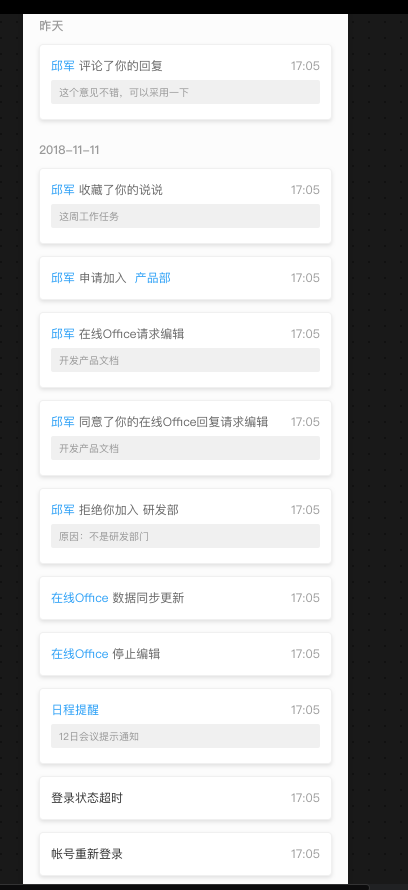 昨天
邱军 评论了你的回复 17:05
这个意见不错，可以采用一下
2018-11-11
邱军 收藏了你的说说 17:05
这周工作任务
邱军 申请加入 产品部 17:05
邱军 在线Office请求编辑 17:05
开发产品文档
邱军 同意了你的在线Office回复请求编辑 17:05
开发产品文档
邱军 拒绝你加入 研发部 17:05
原因：不是研发部门
在线Office 数据同步更新 17:05
在线Office 停止编辑 17:05
日程提醒 17:05
12日会议提示通知
登录状态超时 17:05
帐号重新登录 17:05